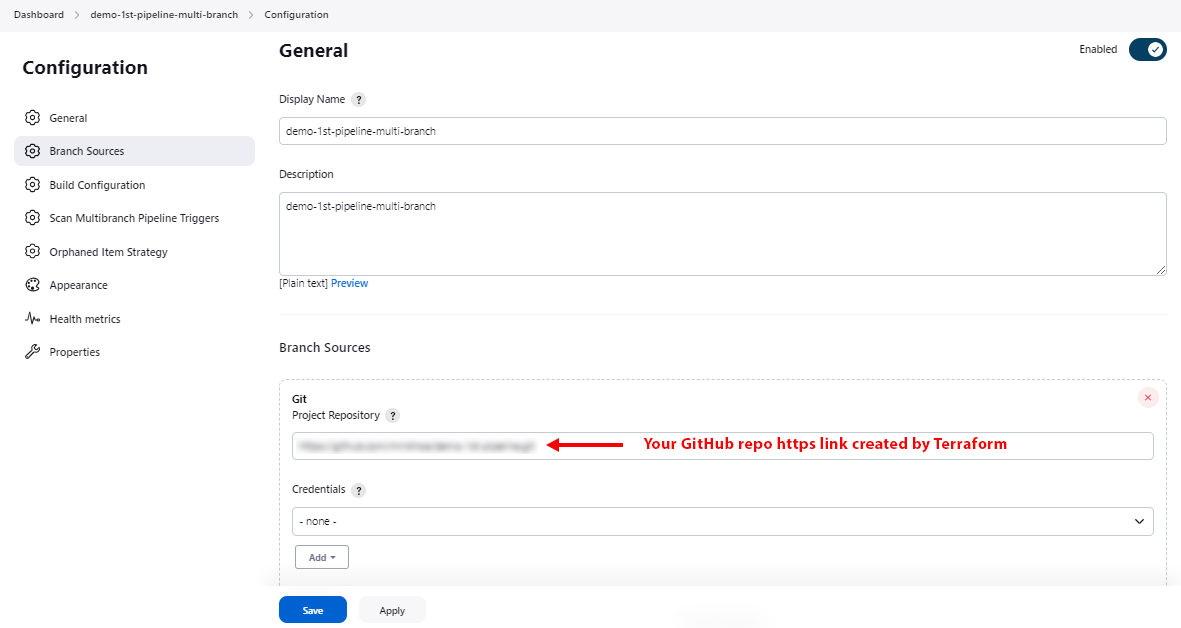 Dashboard > demo-1st-pipeline-multi-branch > Configuration
Configuration
General
Branch Sources
Build Configuration
Scan Multibranch Pipeline Triggers
Orphaned Item Strategy
Appearance
Health metrics
Properties
General
Enabled
Display Name ?
demo-1st-pipeline-multi-branch
Description
demo-1st-pipeline-multi-branch
[Plain text] Preview
Branch Sources
Git
Project Repository ?
Your GitHub repo https link created by Terraform
Credentials ?
- none -
Add
Save Apply